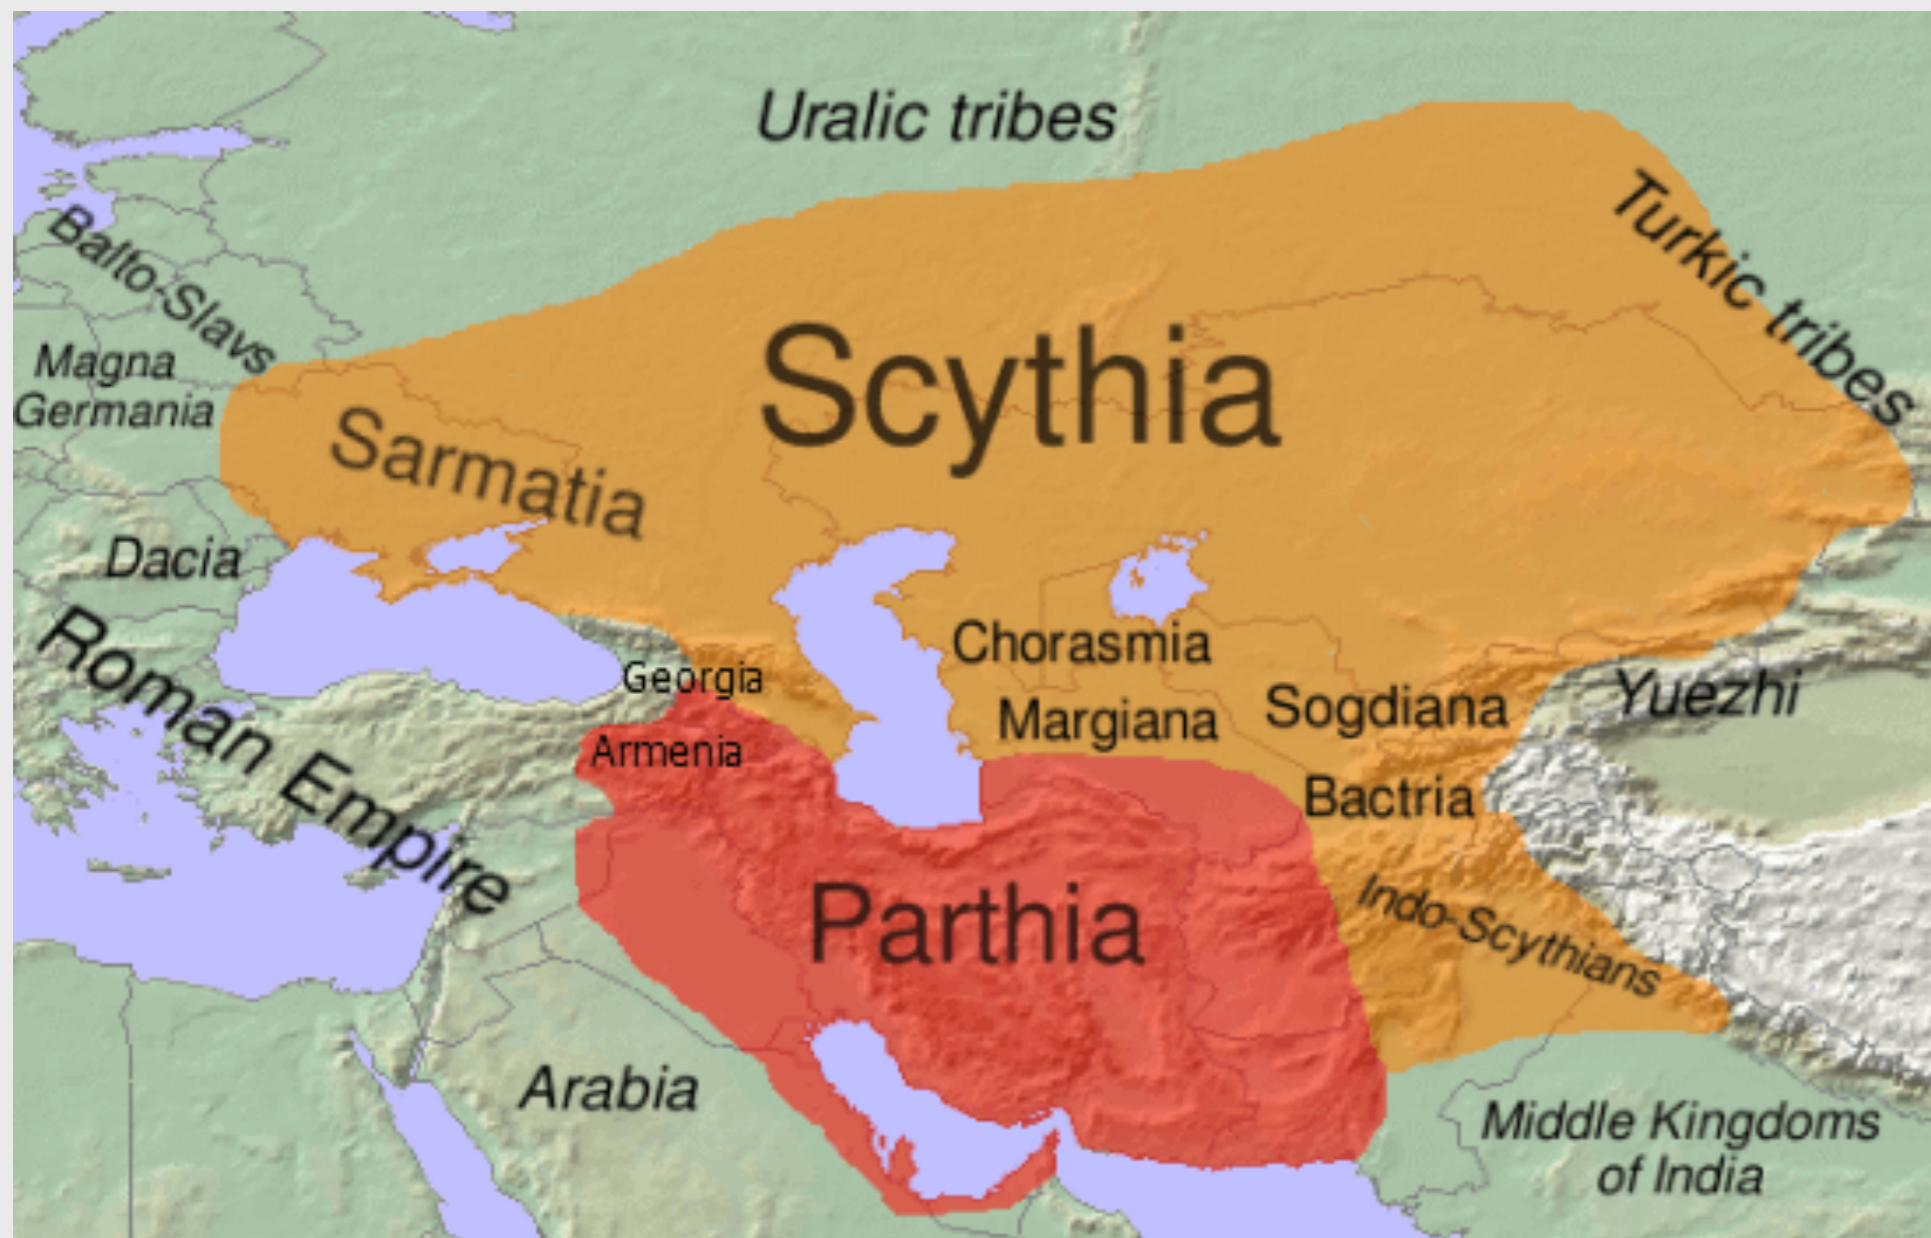 Uralic tribes
Turkic tribes
Balto-Slavs
Scythia
Magna
Germania
Sarmatia
Dacia
Roman Empire
Chorasmia
Georgia
Yuezhi
Margiana
Sogdiana
Armenia
Bactria
Parthia
Indo-Scythians
Arabia
Middle Kingdoms
of India